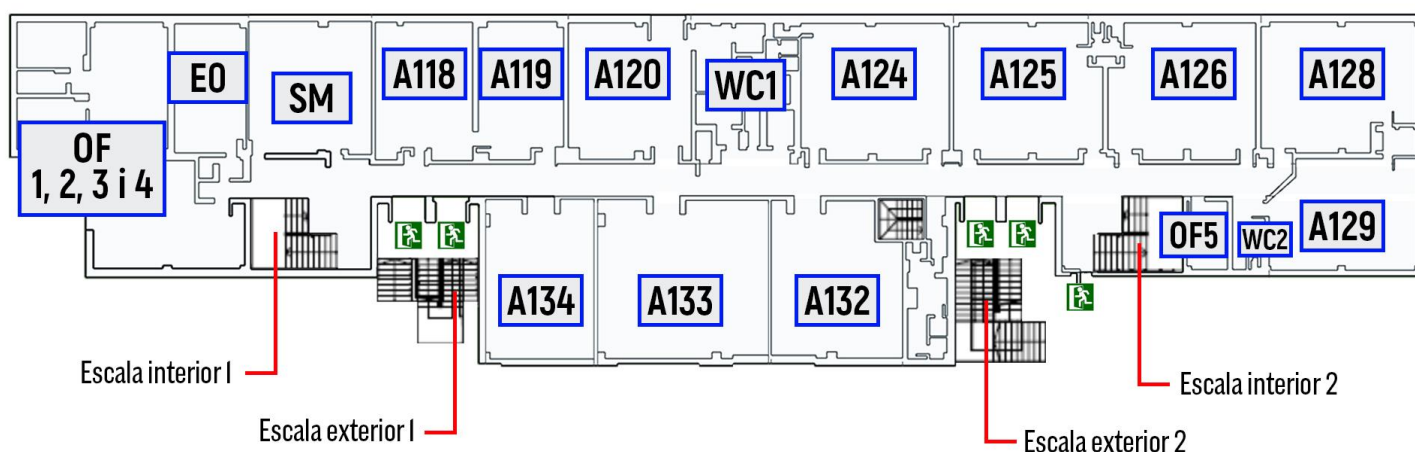 EO
SM
A118
A119
A120
WC1
A124
A125
A126
A128
OF
1, 2, 3 i 4
OF5
WC2
A129
A134
A133
A132
Escala interior 1
Escala exterior 1
Escala exterior 2
Escala interior 2